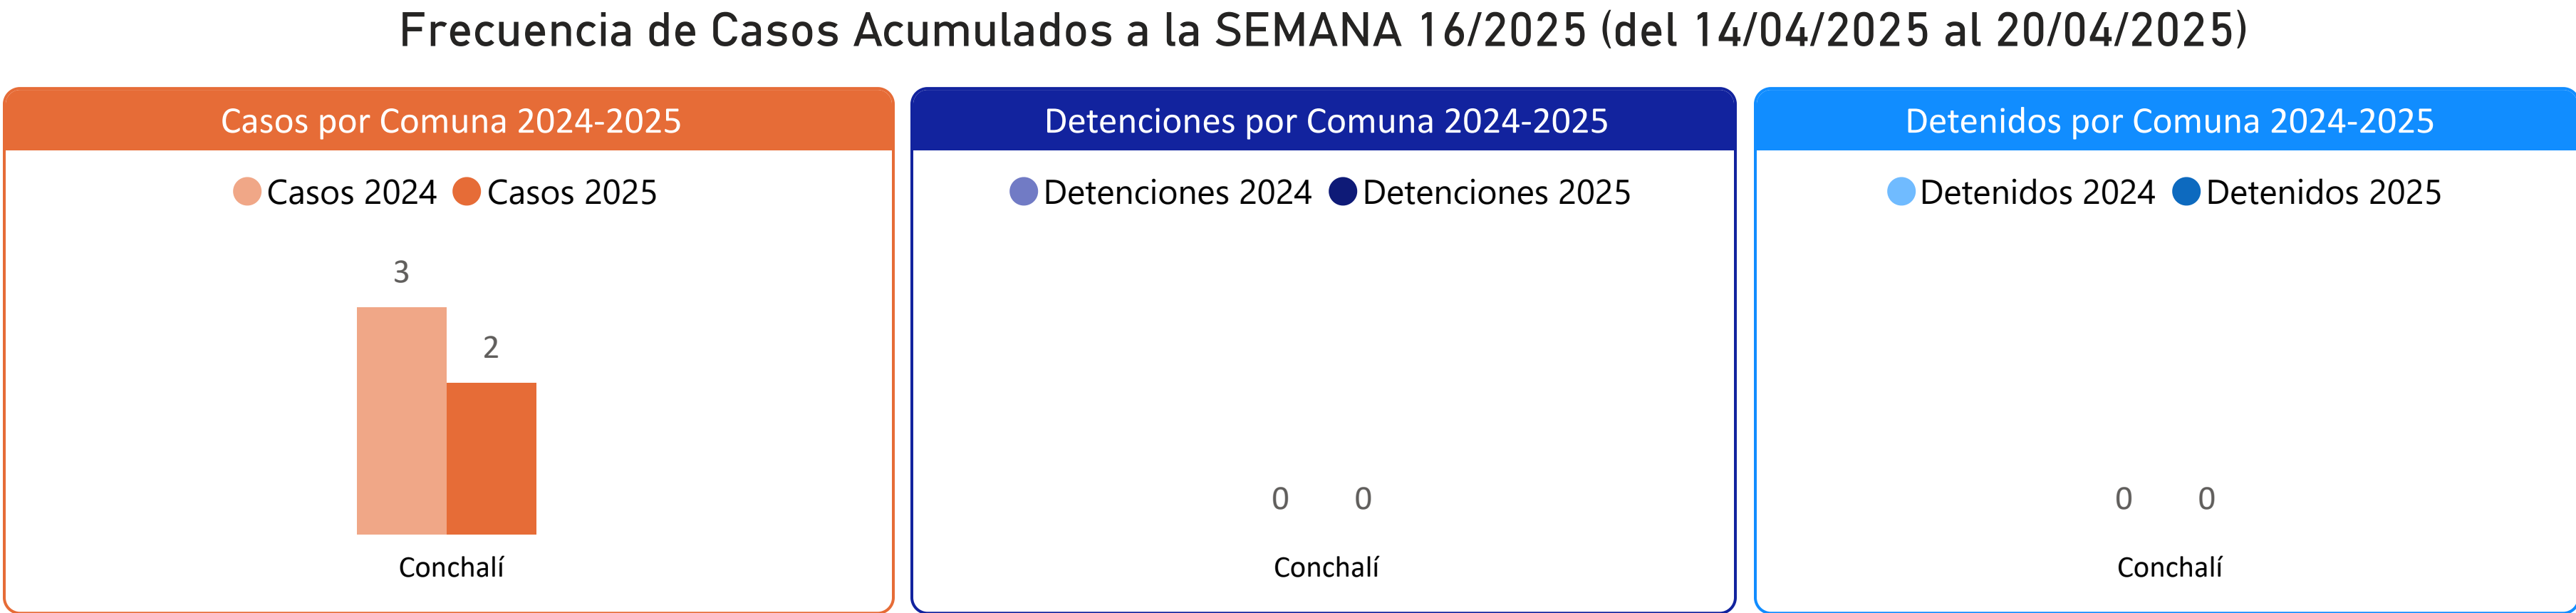 Frecuencia de Casos Acumulados a la SEMANA 16/2025 (del 14/04/2025 al 20/04/2025)
Casos por Comuna 2024-2025
Casos 2024 Casos 2025
3
2
Conchalí
Detenciones por Comuna 2024-2025
Detenciones 2024 Detenciones 2025
0 0
Conchalí
Detenidos por Comuna 2024-2025
Detenidos 2024 Detenidos 2025
0 0
Conchalí